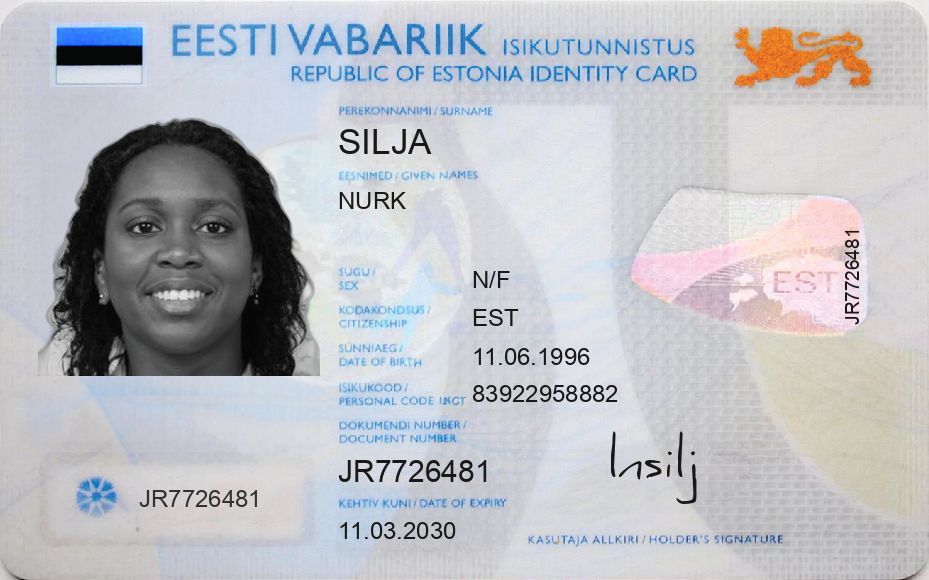 EESTI VABARIIK ISIKUTUNNISTUS
REPUBLIC OF ESTONIA IDENTITY CARD
PEREKONNANIMI / SURNAME
SILJA
EESNIMED / GIVEN NAMES
NURK
SUGU /
SEX
N/F
KODAKONDSUS /
CITIZENSHIP
EST
SÜNNIAEG /
DATE OF BIRTH
11.06.1996
ISIKUKOOD /
PERSONAL CODE
83922958882
DOKUMENDI NUMBER /
DOCUMENT NUMBER
JR7726481
KEHTIV KUNI / DATE OF EXPIRY
11.03.2030
JR7726481
EST
JR7726481
Insilj
KASUTAJA ALLKIRI / HOLDER'S SIGNATURE